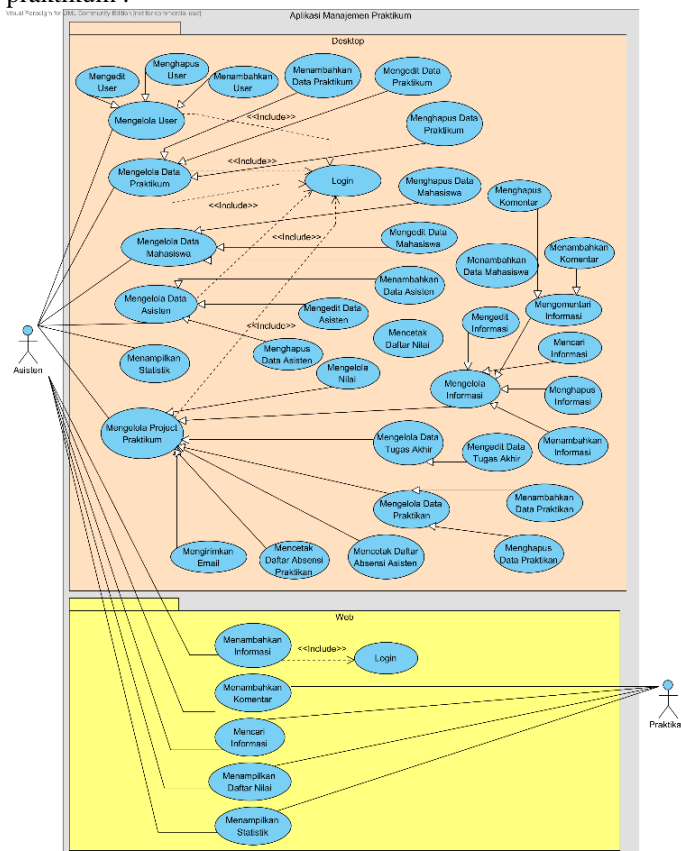 praktikum .
Visual Paradigm for UML Community Edition [not for commercial use]
Aplikasi Manajemen Praktikum
Desktop
Mengedit
User
Menghapus
User
Menambahkan
User
Menambahkan
Data Praktikum
Mengedit Data
Praktikum
Mengelola User
<<Include>>
Menghapus Data
Praktikum
Mengelola Data
Praktikum
<<Include>>
Login
Menghapus Data
Mahasiswa
Menghapus
Komentar
<<Include>>
Mengelola Data
Mahasiswa
<<Include>>
Mengedit Data
Mahasiswa
Menambahkan
Data Mahasiswa
Menambahkan
Komentar
Mengelola Data
Asisten
Menambahkan
Data Asisten
Mengedit Data
Asisten
Mengomentari
Informasi
Mengedit
Informasi
<<Include>>
Menghapus
Data Asisten
Mencetak
Daftar Nilai
Mencari
Informasi
Asisten
Menampilkan
Statistik
Mengelola
Nilai
Mengelola
Informasi
Menghapus
Informasi
Mengelola Project
Praktikum
Mengelola Data
Tugas Akhir
Mengedit Data
Tugas Akhir
Menambahkan
Informasi
Mengelola Data
Praktikan
Menambahkan
Data Praktikan
Mengirimkan
Email
Mencetak
Daftar Absensi
Praktikan
Mencetak Daftar
Absensi Asisten
Menghapus
Data Praktikan
Web
Menambahkan
Informasi
<<Include>>
Login
Menambahkan
Komentar
Mencari
Informasi
Praktika
Menampilkan
Daftar Nilai
Menampilkan
Statistik